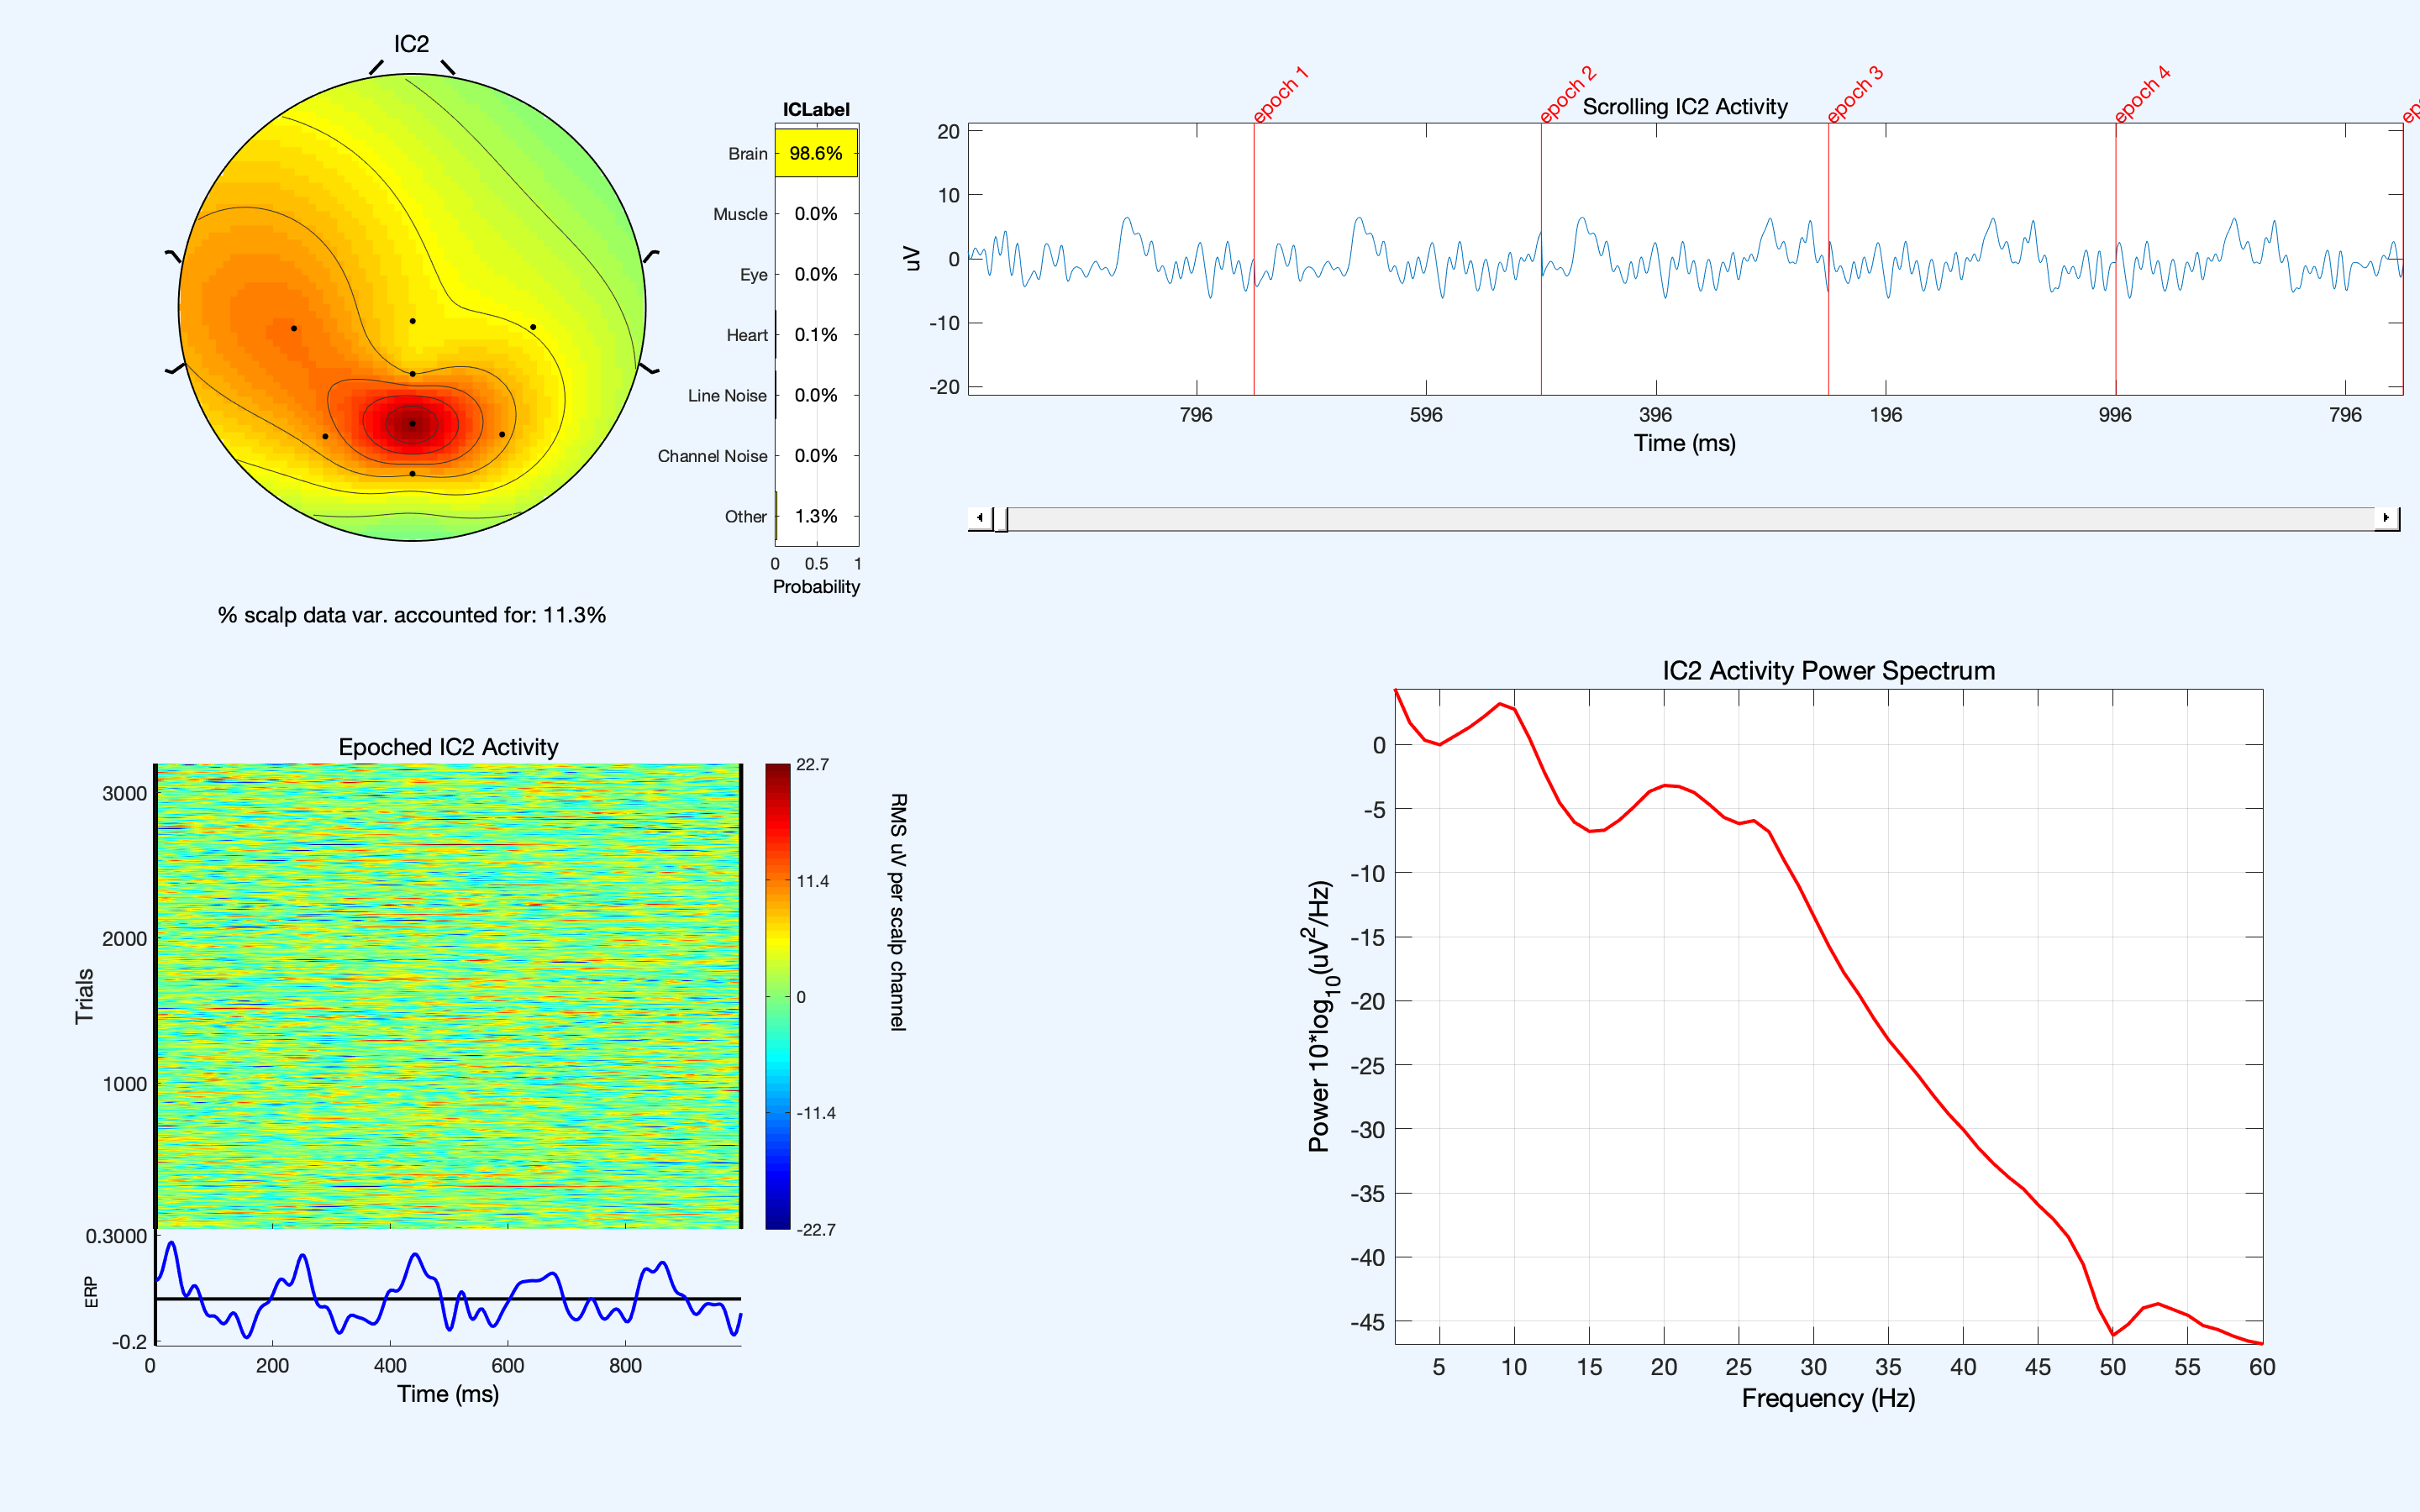 IC2
ICLabel
Brain 98.6%
Muscle 0.0%
Eye 0.0%
Heart 0.1%
Line Noise 0.0%
Channel Noise 0.0%
Other 1.3%
0 0.5 1
Probability
% scalp data var. accounted for: 11.3%
epoch 1
epoch 2
epoch 3
epoch 4
Scrolling IC2 Activity
20
10
0
-10
-20
uV
796 596 396 196 996 796
Time (ms)
Epoched IC2 Activity
3000
2000
1000
Trials
22.7
11.4
0
-11.4
-22.7
RMS uV per scalp channel
0.3000
-0.2
ERP
0 200 400 600 800
Time (ms)
IC2 Activity Power Spectrum
0
-5
-10
-15
-20
-25
-30
-35
-40
-45
Power 10*log10(uV2/Hz)
5 10 15 20 25 30 35 40 45 50 55 60
Frequency (Hz)